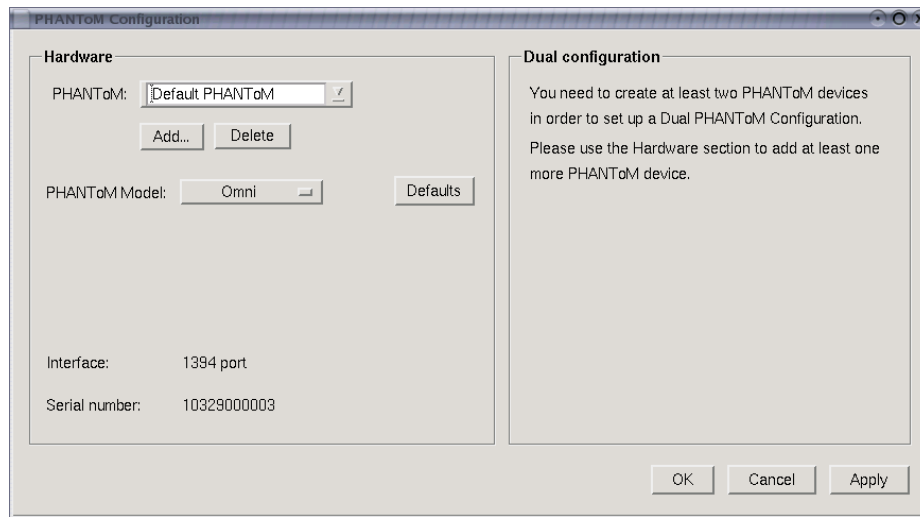 PHANToM Configuration
Hardware
PHANToM: Default PHANToM
Add... Delete
PHANToM Model: Omni Defaults
Interface: 1394 port
Serial number: 10329000003
Dual configuration
You need to create at least two PHANToM devices
in order to set up a Dual PHANToM Configuration.
Please use the Hardware section to add at least one
more PHANToM device.
OK Cancel Apply